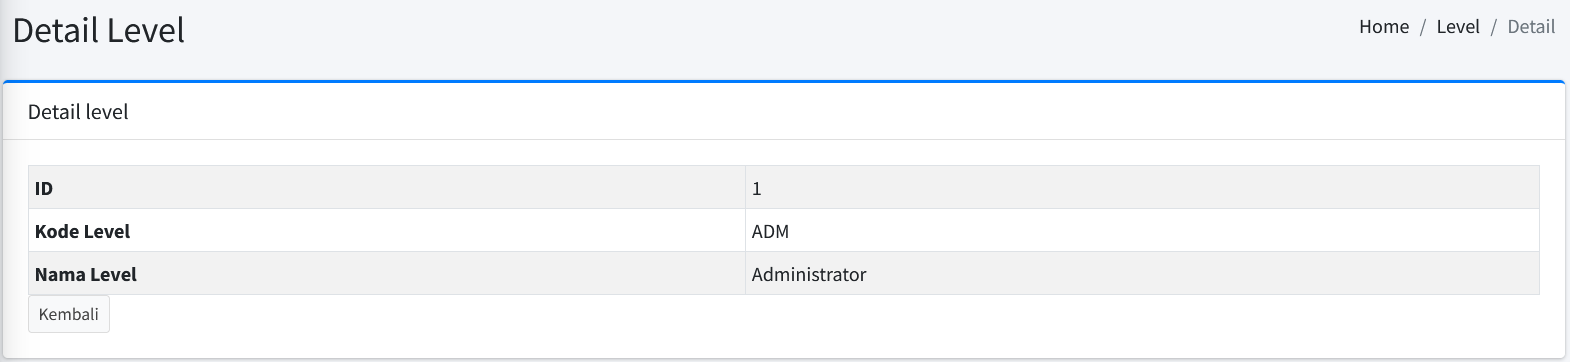 Detail Level
Home / Level / Detail
Detail level
ID 1
Kode Level ADM
Nama Level Administrator
Kembali